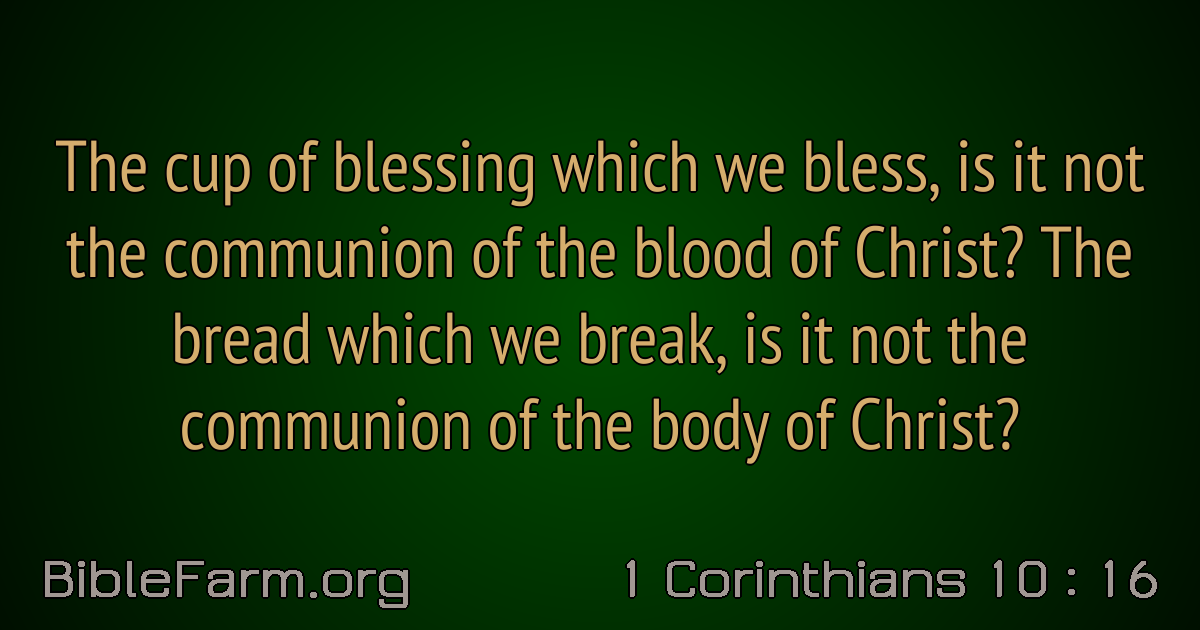 The cup of blessing which we bless, is it not
the communion of the blood of Christ? The
bread which we break, is it not the
communion of the body of Christ?
BibleFarm.org
1 Corinthians 10 : 16